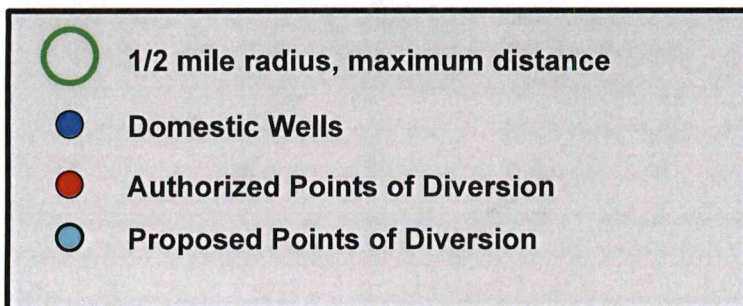 1/2 mile radius, maximum distance
Domestic Wells
Authorized Points of Diversion
Proposed Points of Diversion